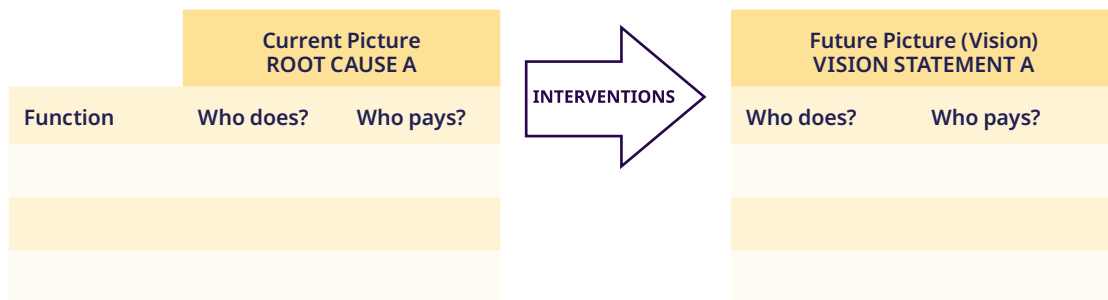 Current Picture
ROOT CAUSE A
INTERVENTIONS
Future Picture (Vision)
VISION STATEMENT A
Function
Who does?
Who pays?
Who does?
Who pays?